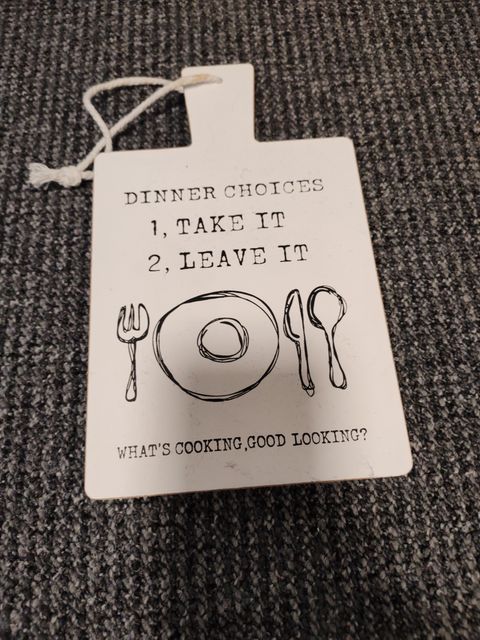 DINNER CHOICES
1, TAKE IT
2, LEAVE IT
WHAT'S COOKING,GOOD LOOKING?